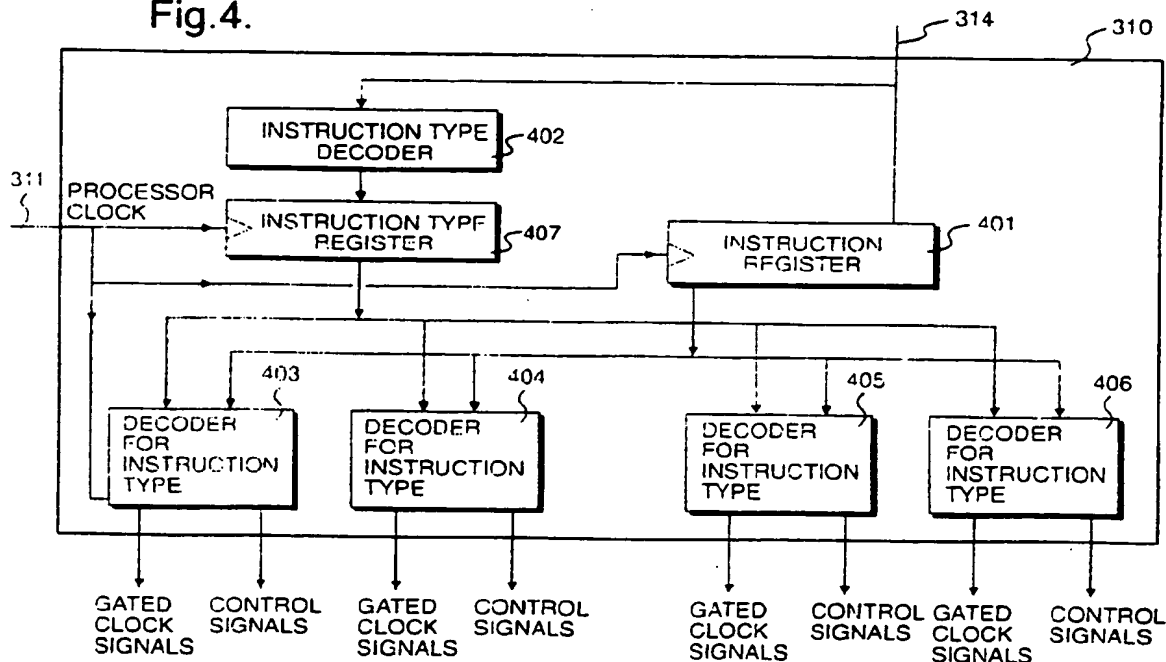 Fig.4.
314
310
INSTRUCTION TYPE
DECODER
402
311
PROCESSOR
CLOCK
INSTRUCTION TYPE
REGISTER
407
INSTRUCTION
REGISTER
401
403
404
405
406
DECODER
FOR
INSTRUCTION
TYPE
DECODER
FOR
INSTRUCTION
TYPE
DECODER
FOR
INSTRUCTION
TYPE
DECODER
FOR
INSTRUCTION
TYPE
GATED
CLOCK
SIGNALS
CONTROL
SIGNALS
GATED
CLOCK
SIGNALS
CONTROL
SIGNALS
GATED
CLOCK
SIGNALS
CONTROL
SIGNALS
GATED
CLOCK
SIGNALS
CONTROL
SIGNALS